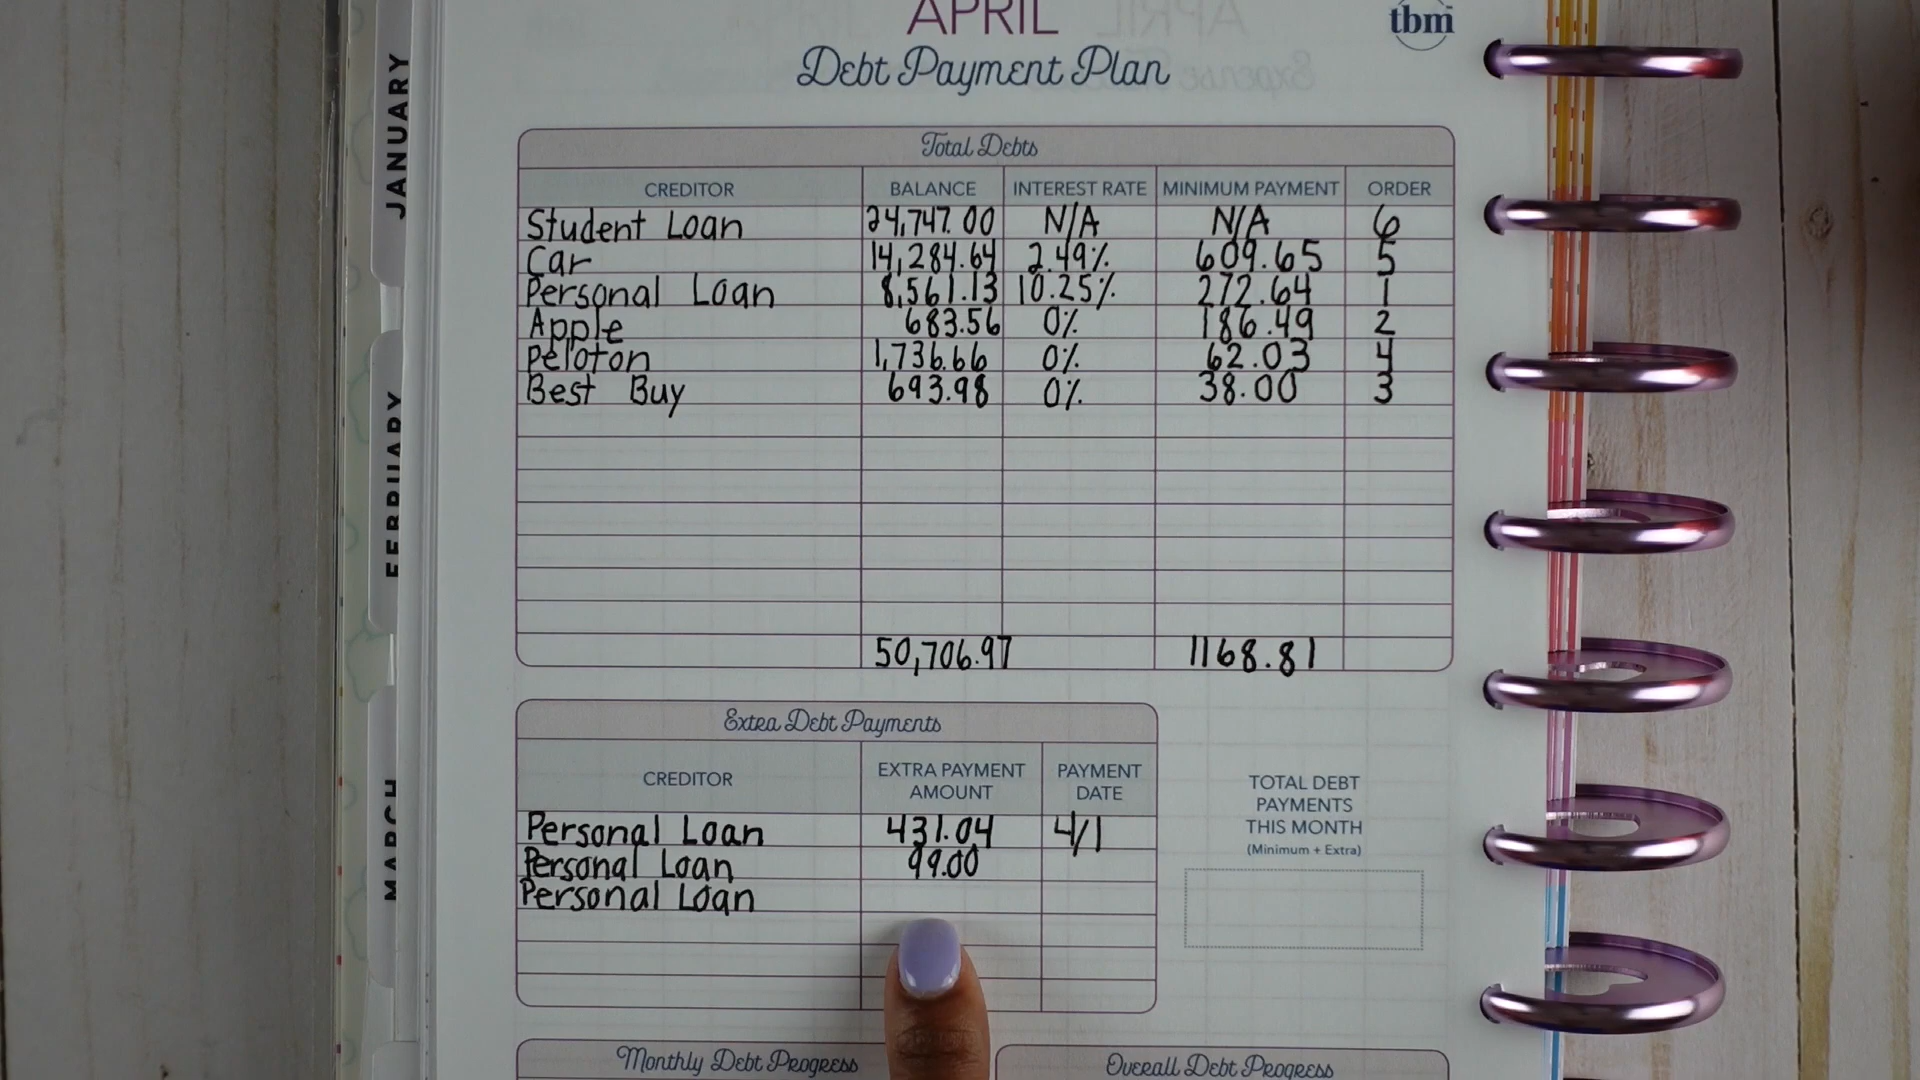 APRIL
tbm
Debt Payment Plan
JANUARY
FEBRUARY
MARCH
Total Debts
CREDITOR BALANCE INTEREST RATE MINIMUM PAYMENT ORDER
Student Loan 24,747.00 N/A N/A 6
Car 14,284.64 2.49% 609.65 5
Personal Loan 8,561.13 10.25% 272.64 1
Apple 683.56 0% 186.49 2
Peloton 1,736.66 0% 62.03 4
Best Buy 693.98 0% 38.00 3
50,706.97 1168.81
Extra Debt Payments
CREDITOR EXTRA PAYMENT AMOUNT PAYMENT DATE
Personal Loan 431.04 4/1
Personal Loan 99.00
Personal Loan
TOTAL DEBT
PAYMENTS
THIS MONTH
(Minimum + Extra)
Monthly Debt Progress
Overall Debt Progress